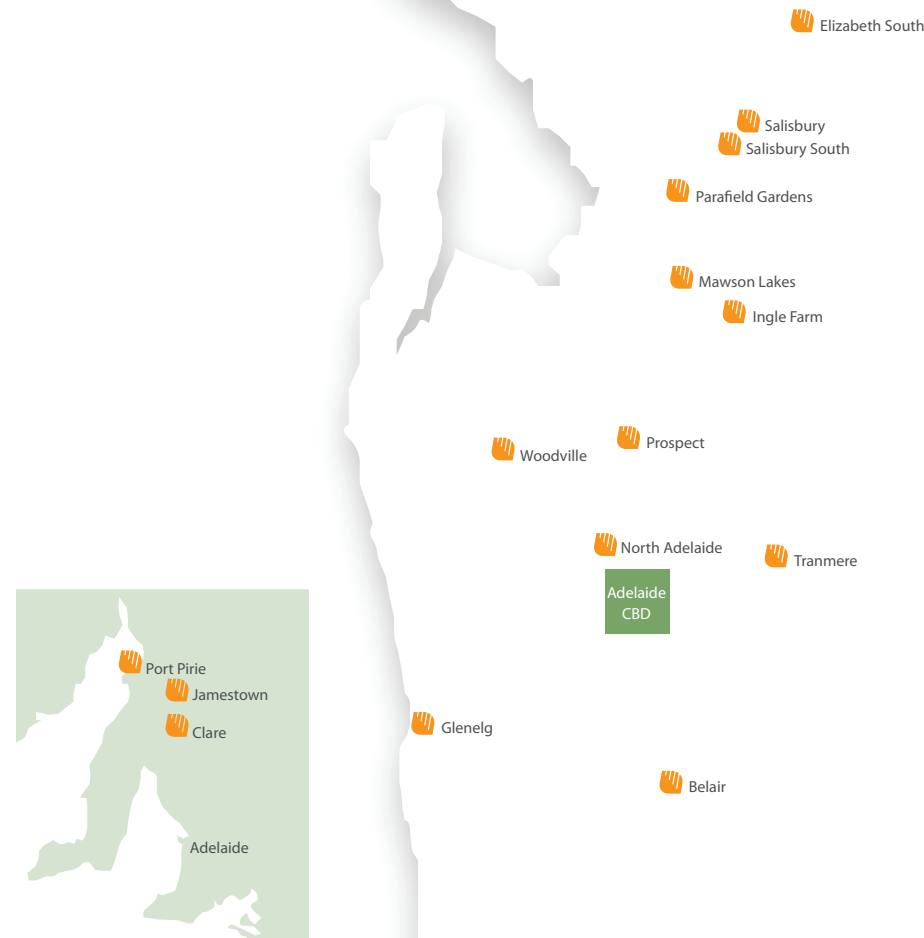 Elizabeth South
Salisbury
Salisbury South
Parafield Gardens
Mawson Lakes
Ingle Farm
Prospect
Woodville
North Adelaide
Tranmere
Adelaide
CBD
Port Pirie
Jamestown
Clare
Glenelg
Belair
Adelaide